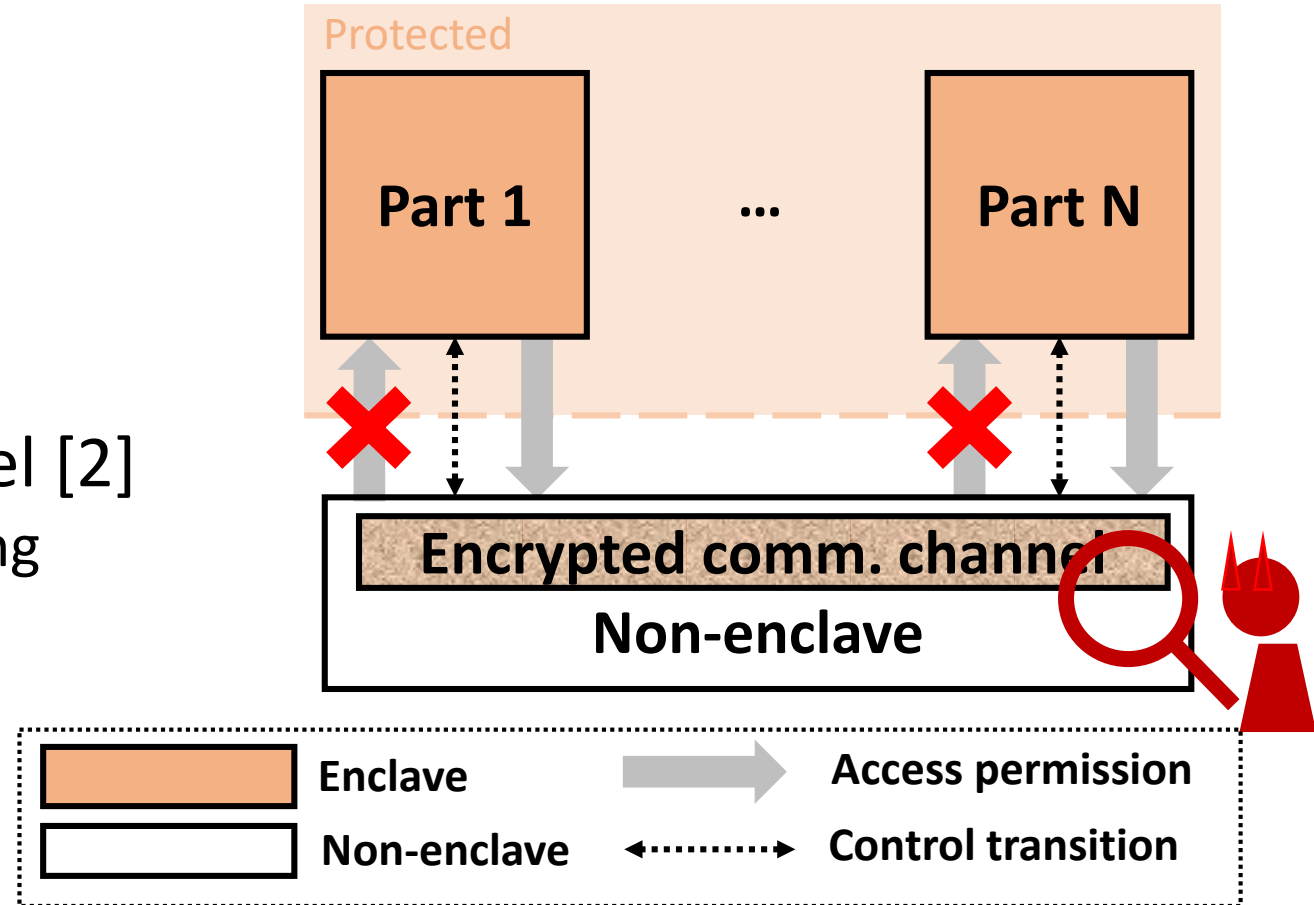 Protected
Part 1
...
Part N
el [2]
ng
Encrypted comm. channel
Non-enclave
Enclave
Access permission
Non-enclave
Control transition